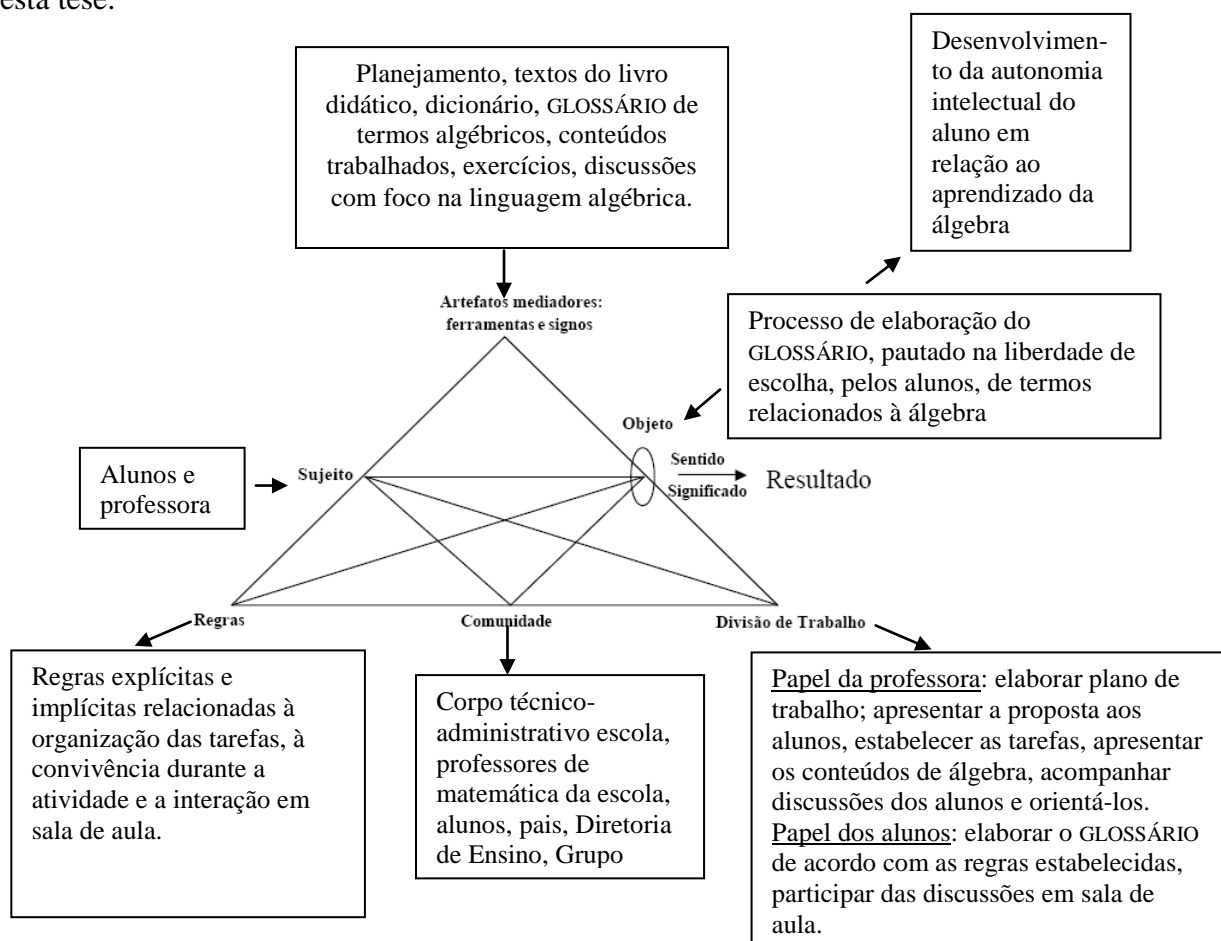 esta tese.
Planejamento, textos do livro
didático, dicionário, GLOSSÁRIO de
termos algébricos, conteúdos
trabalhados, exercícios, discussões
com foco na linguagem algébrica.
Desenvolvimen-
to da autonomia
intelectual do
aluno em
relação ao
aprendizado da
álgebra
Artefatos mediadores:
ferramentas e signos
Processo de elaboração do
GLOSSÁRIO, pautado na liberdade de
escolha, pelos alunos, de termos
relacionados à álgebra
Objeto
Alunos e
professora
Sujeito
Sentido
Significado
Resultado
Regras
Comunidade
Divisão de Trabalho
Regras explícitas e
implícitas relacionadas à
organização das tarefas, à
convivência durante a
atividade e a interação em
sala de aula.
Corpo técnico-
administrativo escola,
professores de
matemática da escola,
alunos, pais, Diretoria
de Ensino, Grupo
Papel da professora: elaborar plano de
trabalho; apresentar a proposta aos
alunos, estabelecer as tarefas, apresentar
os conteúdos de álgebra, acompanhar
discussões dos alunos e orientá-los.
Papel dos alunos: elaborar o GLOSSÁRIO
de acordo com as regras estabelecidas,
participar das discussões em sala de
aula.